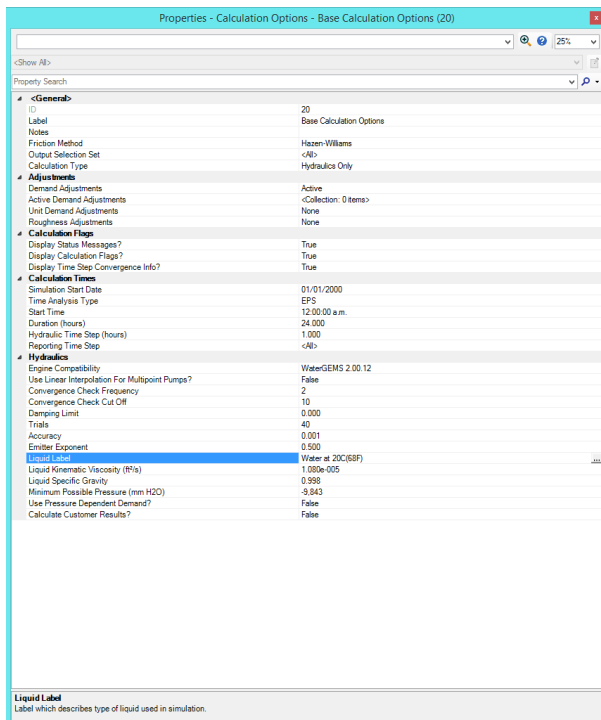 Properties - Calculation Options - Base Calculation Options (20)
x
25%
<Show All>
Property Search
<General>
ID 20
Label Base Calculation Options
Notes
Friction Method Hazen-Williams
Output Selection Set <All>
Calculation Type Hydraulics Only
Adjustments
Demand Adjustments Active
Active Demand Adjustments <Collection: 0 items>
Unit Demand Adjustments None
Roughness Adjustments None
Calculation Flags
Display Status Messages? True
Display Calculation Flags? True
Display Time Step Convergence Info? True
Calculation Times
Simulation Start Date 01/01/2000
Time Analysis Type EPS
Start Time 12:00:00 a.m.
Duration (hours) 24.000
Hydraulic Time Step (hours) 1.000
Reporting Time Step <All>
Hydraulics
Engine Compatibility WaterGEMS 2.00.12
Use Linear Interpolation For Multipoint Pumps? False
Convergence Check Frequency 2
Convergence Check Cut Off 10
Damping Limit 0.000
Trials 40
Accuracy 0.001
Emitter Exponent 0.500
Liquid Label Water at 20C(68F) ...
Liquid Kinematic Viscosity (ft²/s) 1.080e-005
Liquid Specific Gravity 0.998
Minimum Possible Pressure (mm H2O) -9,843
Use Pressure Dependent Demand? False
Calculate Customer Results? False
Liquid Label
Label which describes type of liquid used in simulation.